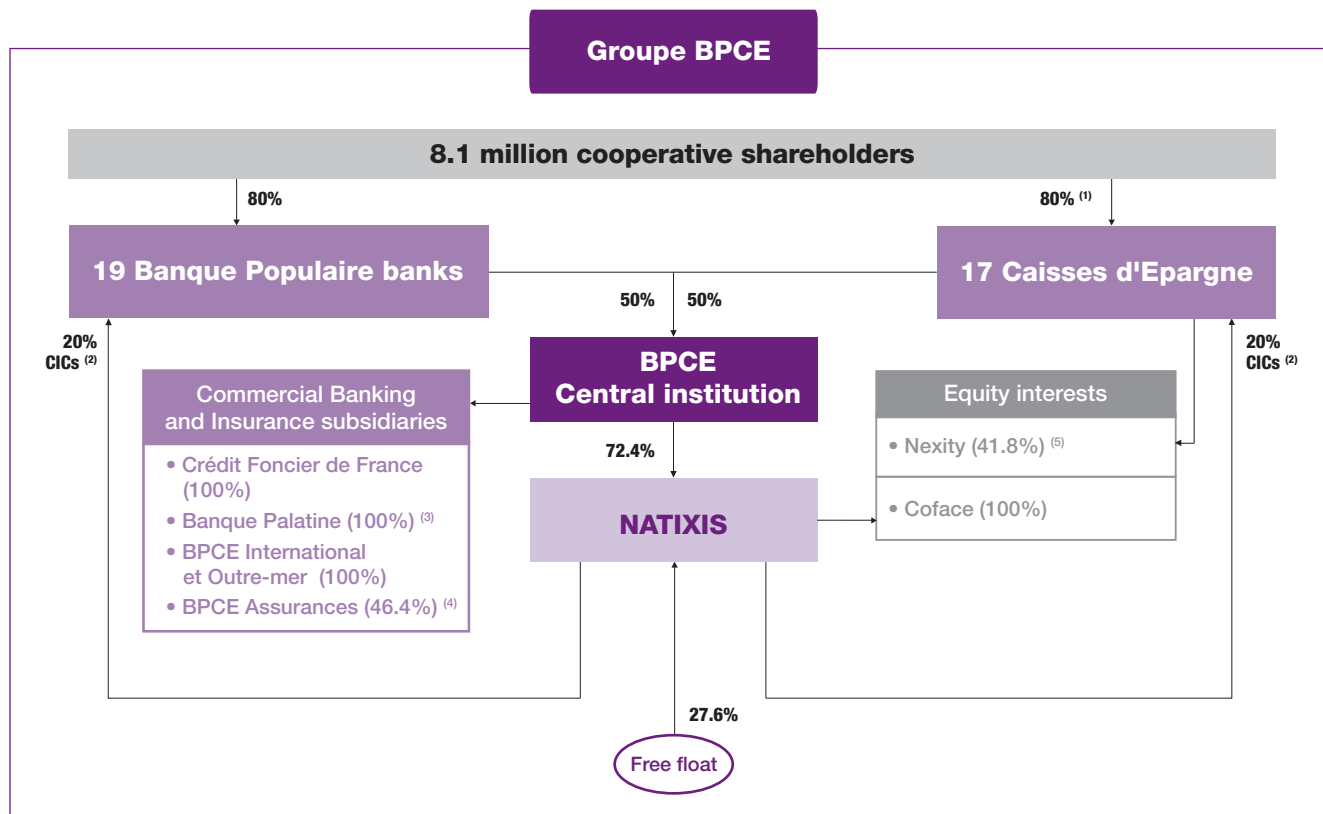 Groupe BPCE
8.1 million cooperative shareholders
80%
80% (1)
19 Banque Populaire banks
17 Caisses d'Epargne
50%
50%
20%
CICs (2)
20%
CICs (2)
BPCE
Central institution
Commercial Banking
and Insurance subsidiaries
• Crédit Foncier de France
(100%)
• Banque Palatine (100%) (3)
• BPCE International
et Outre-mer (100%)
• BPCE Assurances (46.4%) (4)
Equity interests
• Nexity (41.8%) (5)
• Coface (100%)
72.4%
NATIXIS
27.6%
Free float